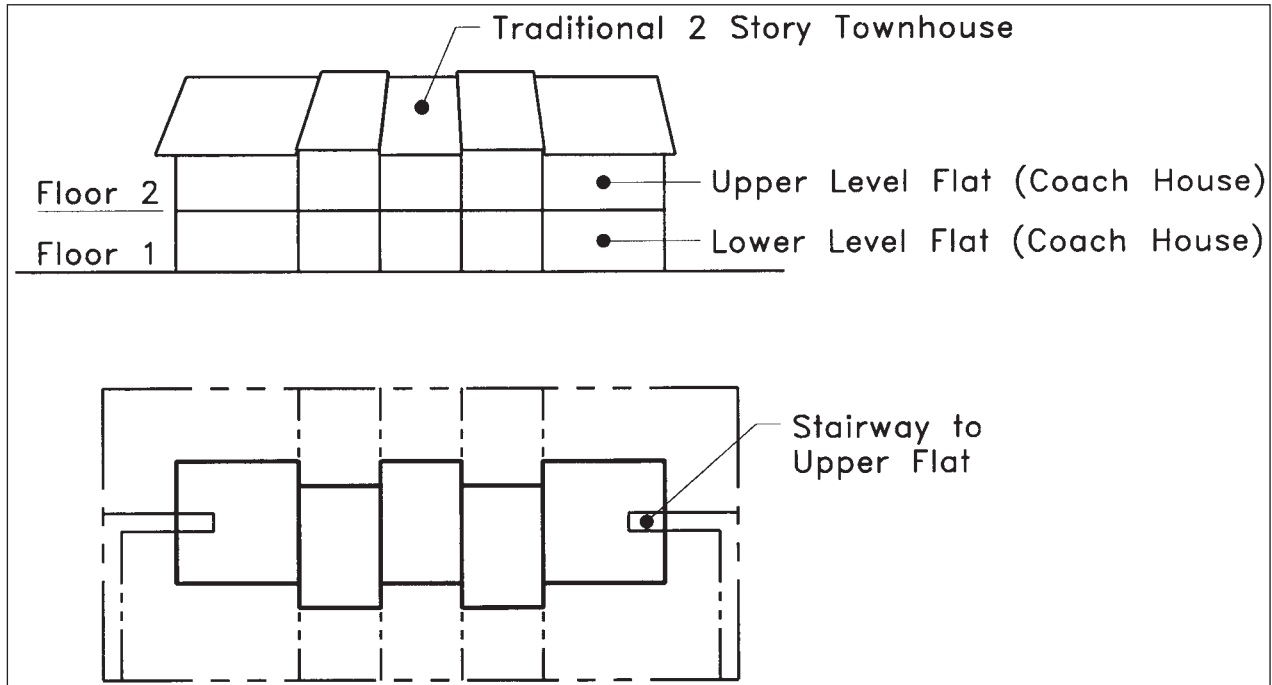 Traditional 2 Story Townhouse
Floor 2
Upper Level Flat (Coach House)
Floor 1
Lower Level Flat (Coach House)
Stairway to
Upper Flat